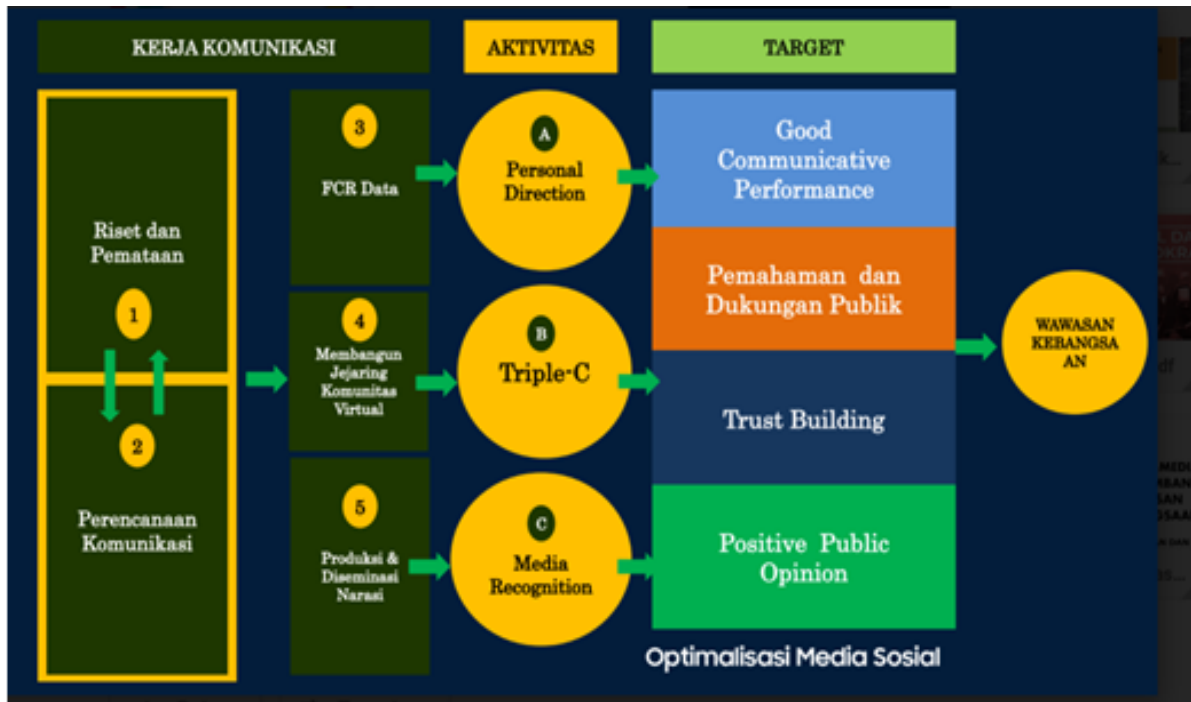 KERJA KOMUNIKASI
AKTIVITAS
TARGET
Riset dan
Pemataan
1
2
Perencanaan
Komunikasi
3
FCR Data
4
Membangun
Jejaring
Komunitas
Virtual
5
Produksi &
Diseminasi
Narasi
A
Personal
Direction
B
Triple-C
C
Media
Recognition
Good
Communicative
Performance
Pemahaman dan
Dukungan Publik
Trust Building
Positive Public
Opinion
WAWASAN
KEBANGSA
AN
Optimalisasi Media Sosial